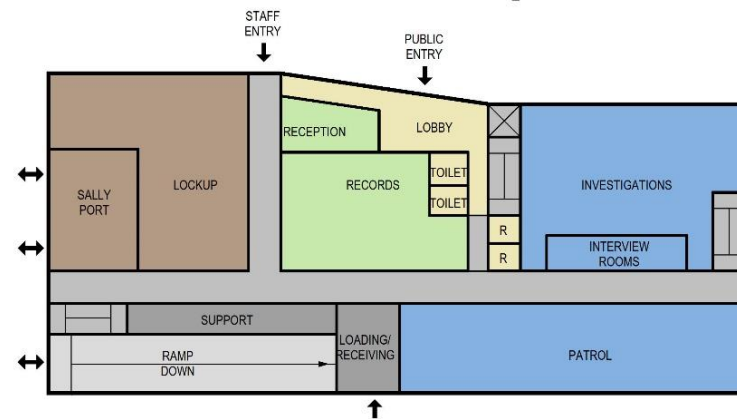 STAFF
ENTRY
PUBLIC
ENTRY
RECEPTION
LOBBY
SALLY
PORT
LOCKUP
RECORDS
TOILET
TOILET
INVESTIGATIONS
R
R
INTERVIEW
ROOMS
SUPPORT
LOADING/
RECEIVING
RAMP
DOWN
PATROL